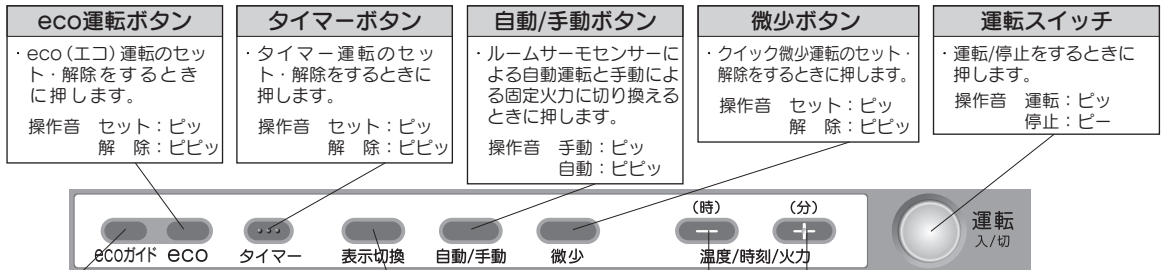 eco運転ボタン
・eco(エコ)運転のセッ
ト・解除をするとき
に押します。
操作音 セット：ピッ
解 除：ピピッ
タイマーボタン
・タイマー運転のセッ
ト・解除をするときに
押します。
操作音 セット：ピッ
解 除：ピピッ
自動/手動ボタン
・ルームサーモセンサーに
よる自動運転と手動によ
る固定火力に切り換える
ときに押します。
操作音 手動：ピッ
自動：ピピッ
微少ボタン
・クイック微少運転のセット・
解除をするときに押します。
操作音 セット：ピッ
解 除：ピピッ
運転スイッチ
・運転/停止をするときに
押します。
操作音 運転：ピッ
停止：ピー
(時) (分)
ecoガイド eco タイマー 表示切換 自動/手動 微少 温度/時刻/火力
運転
入/切